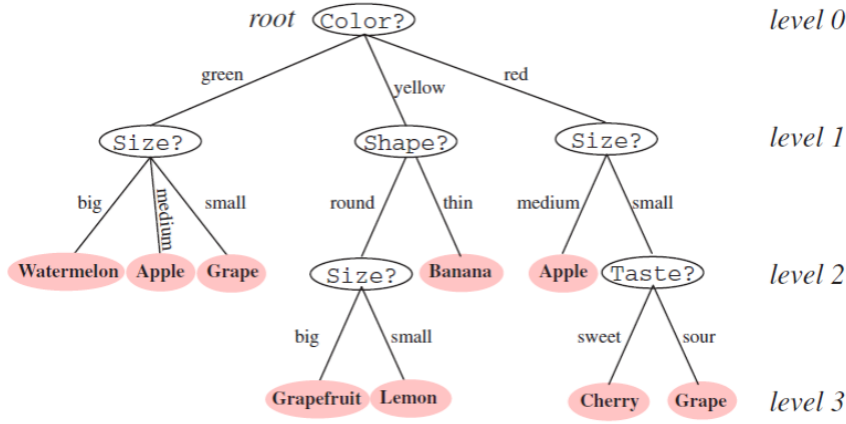 root Color? level 0
green yellow red
Size? Shape? Size? level 1
big medium small round thin medium small
Watermelon Apple Grape Size? Banana Apple Taste? level 2
big small sweet sour
Grapefruit Lemon Cherry Grape level 3